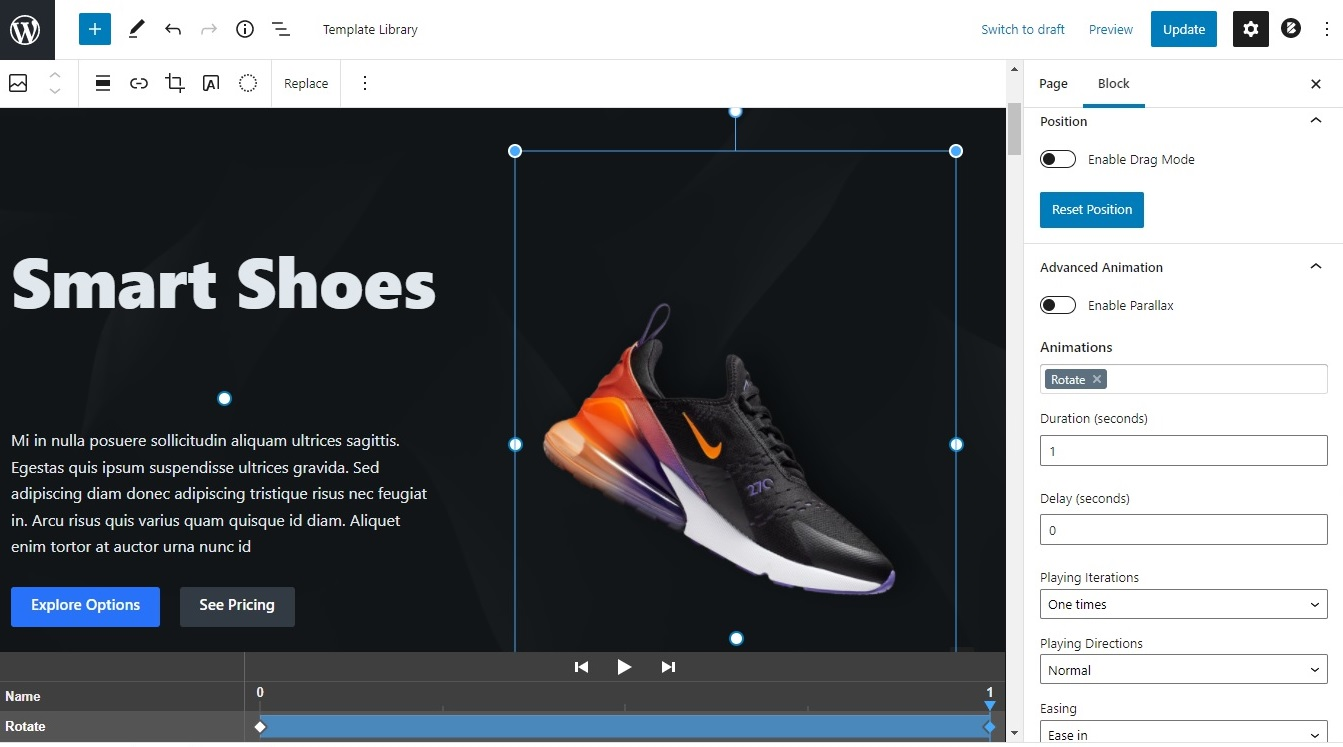 Template Library
Switch to draft
Preview
Update
Replace
Page
Block
Position
Enable Drag Mode
Reset Position
Advanced Animation
Enable Parallax
Animations
Rotate
Duration (seconds)
1
Delay (seconds)
0
Playing Iterations
One times
Playing Directions
Normal
Easing
Ease in
Smart Shoes
270
Mi in nulla posuere sollicitudin aliquam ultrices sagittis.
Egestas quis ipsum suspendisse ultrices gravida. Sed
adipiscing diam donec adipiscing tristique risus nec feugiat
in. Arcu risus quis varius quam quisque id diam. Aliquet
enim tortor at auctor urna nunc id
Explore Options
See Pricing
Name
0
1
Rotate